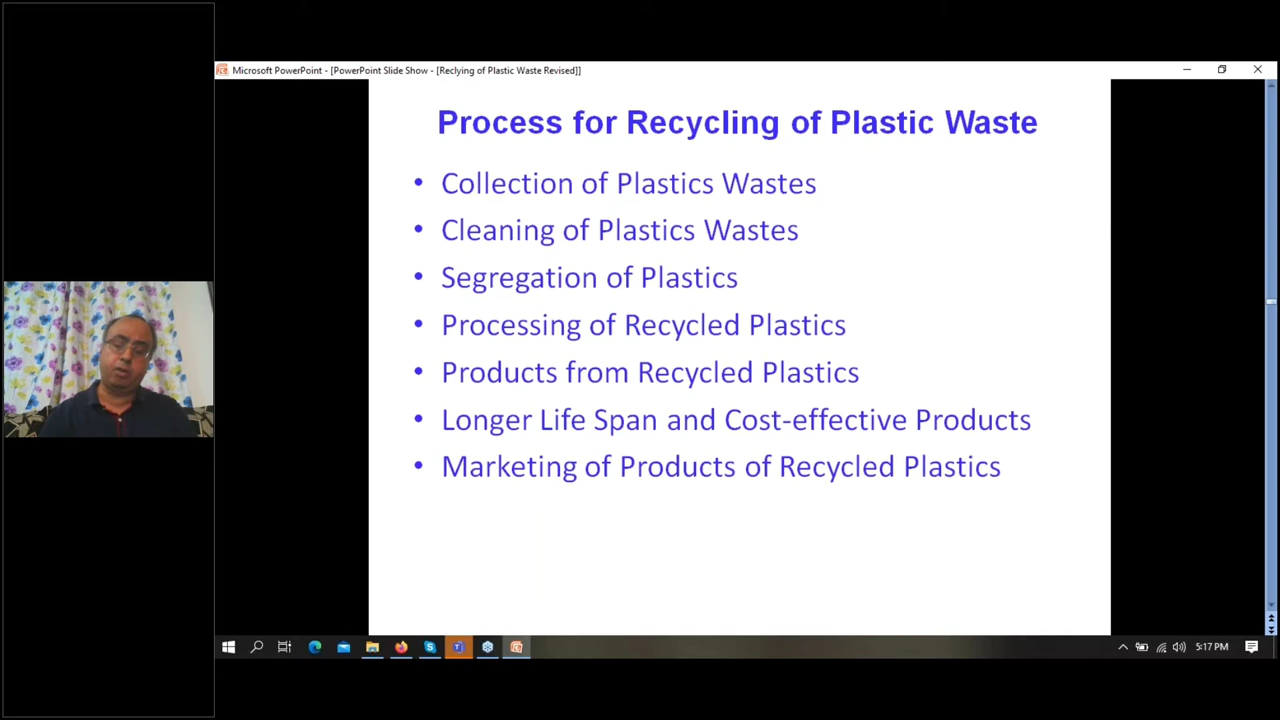 Microsoft PowerPoint - [PowerPoint Slide Show - [Reclying of Plastic Waste Revised]]
Process for Recycling of Plastic Waste
• Collection of Plastics Wastes
• Cleaning of Plastics Wastes
• Segregation of Plastics
• Processing of Recycled Plastics
• Products from Recycled Plastics
• Longer Life Span and Cost-effective Products
• Marketing of Products of Recycled Plastics
5:17 PM